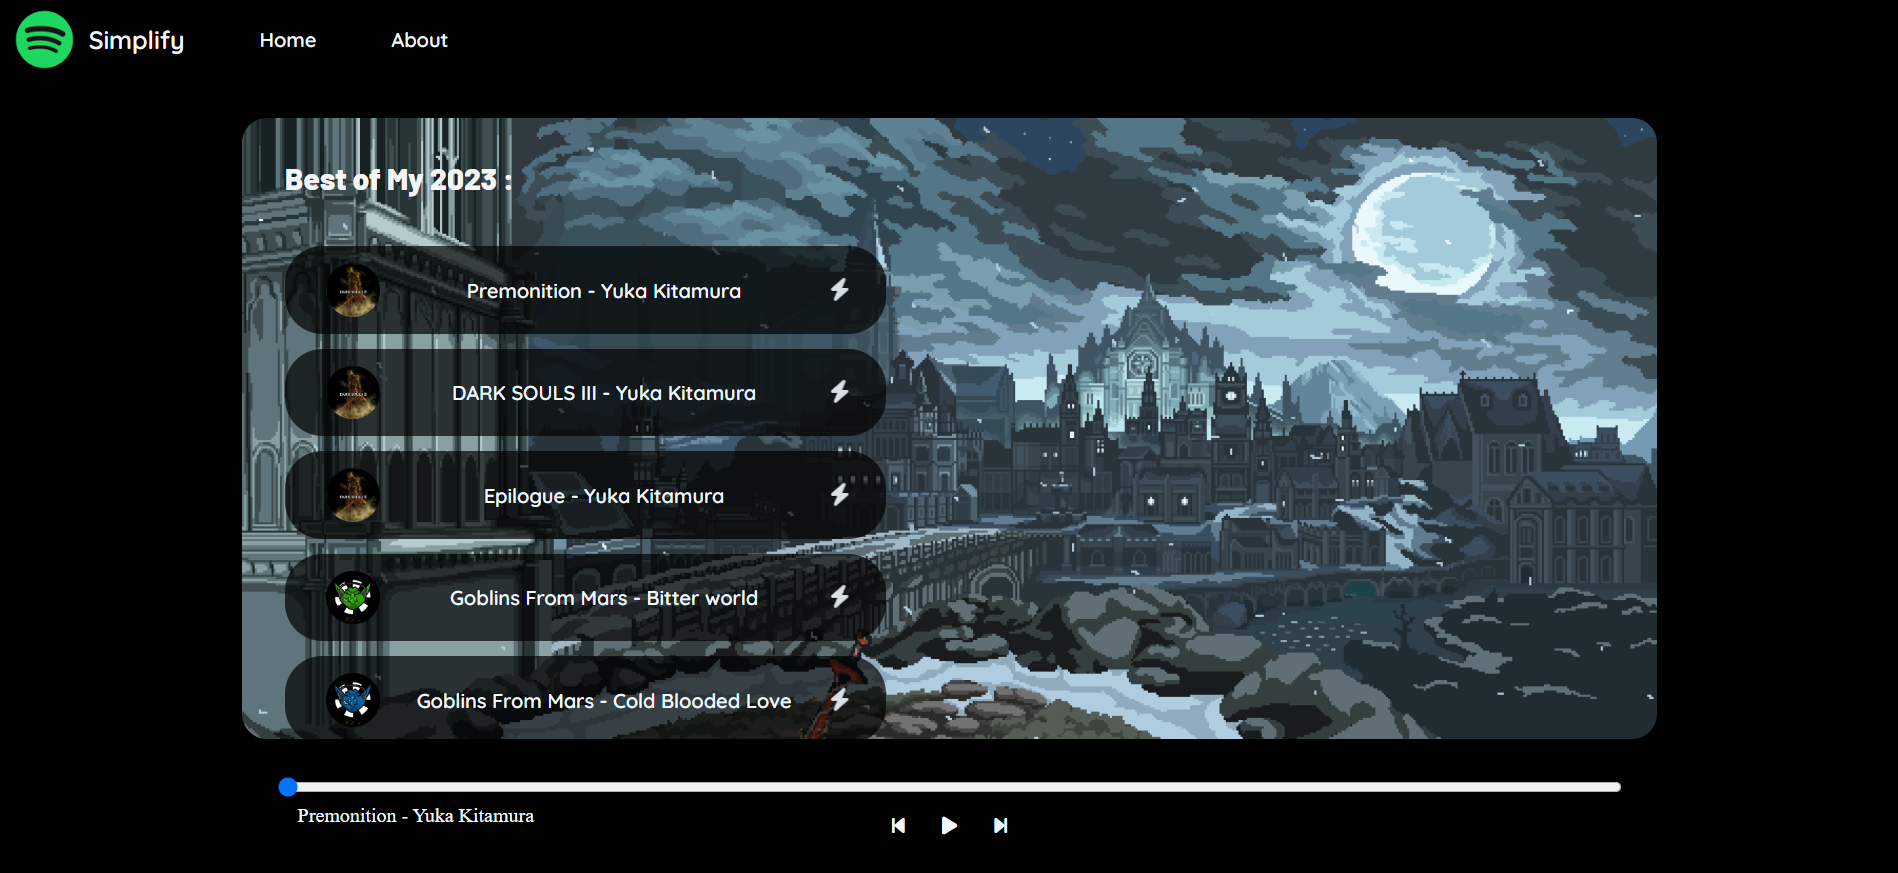 Simplify
Home
About
Best of My 2023 :
Premonition - Yuka Kitamura
DARK SOULS III - Yuka Kitamura
Epilogue - Yuka Kitamura
Goblins From Mars - Bitter world
Goblins From Mars - Cold Blooded Love
Premonition - Yuka Kitamura